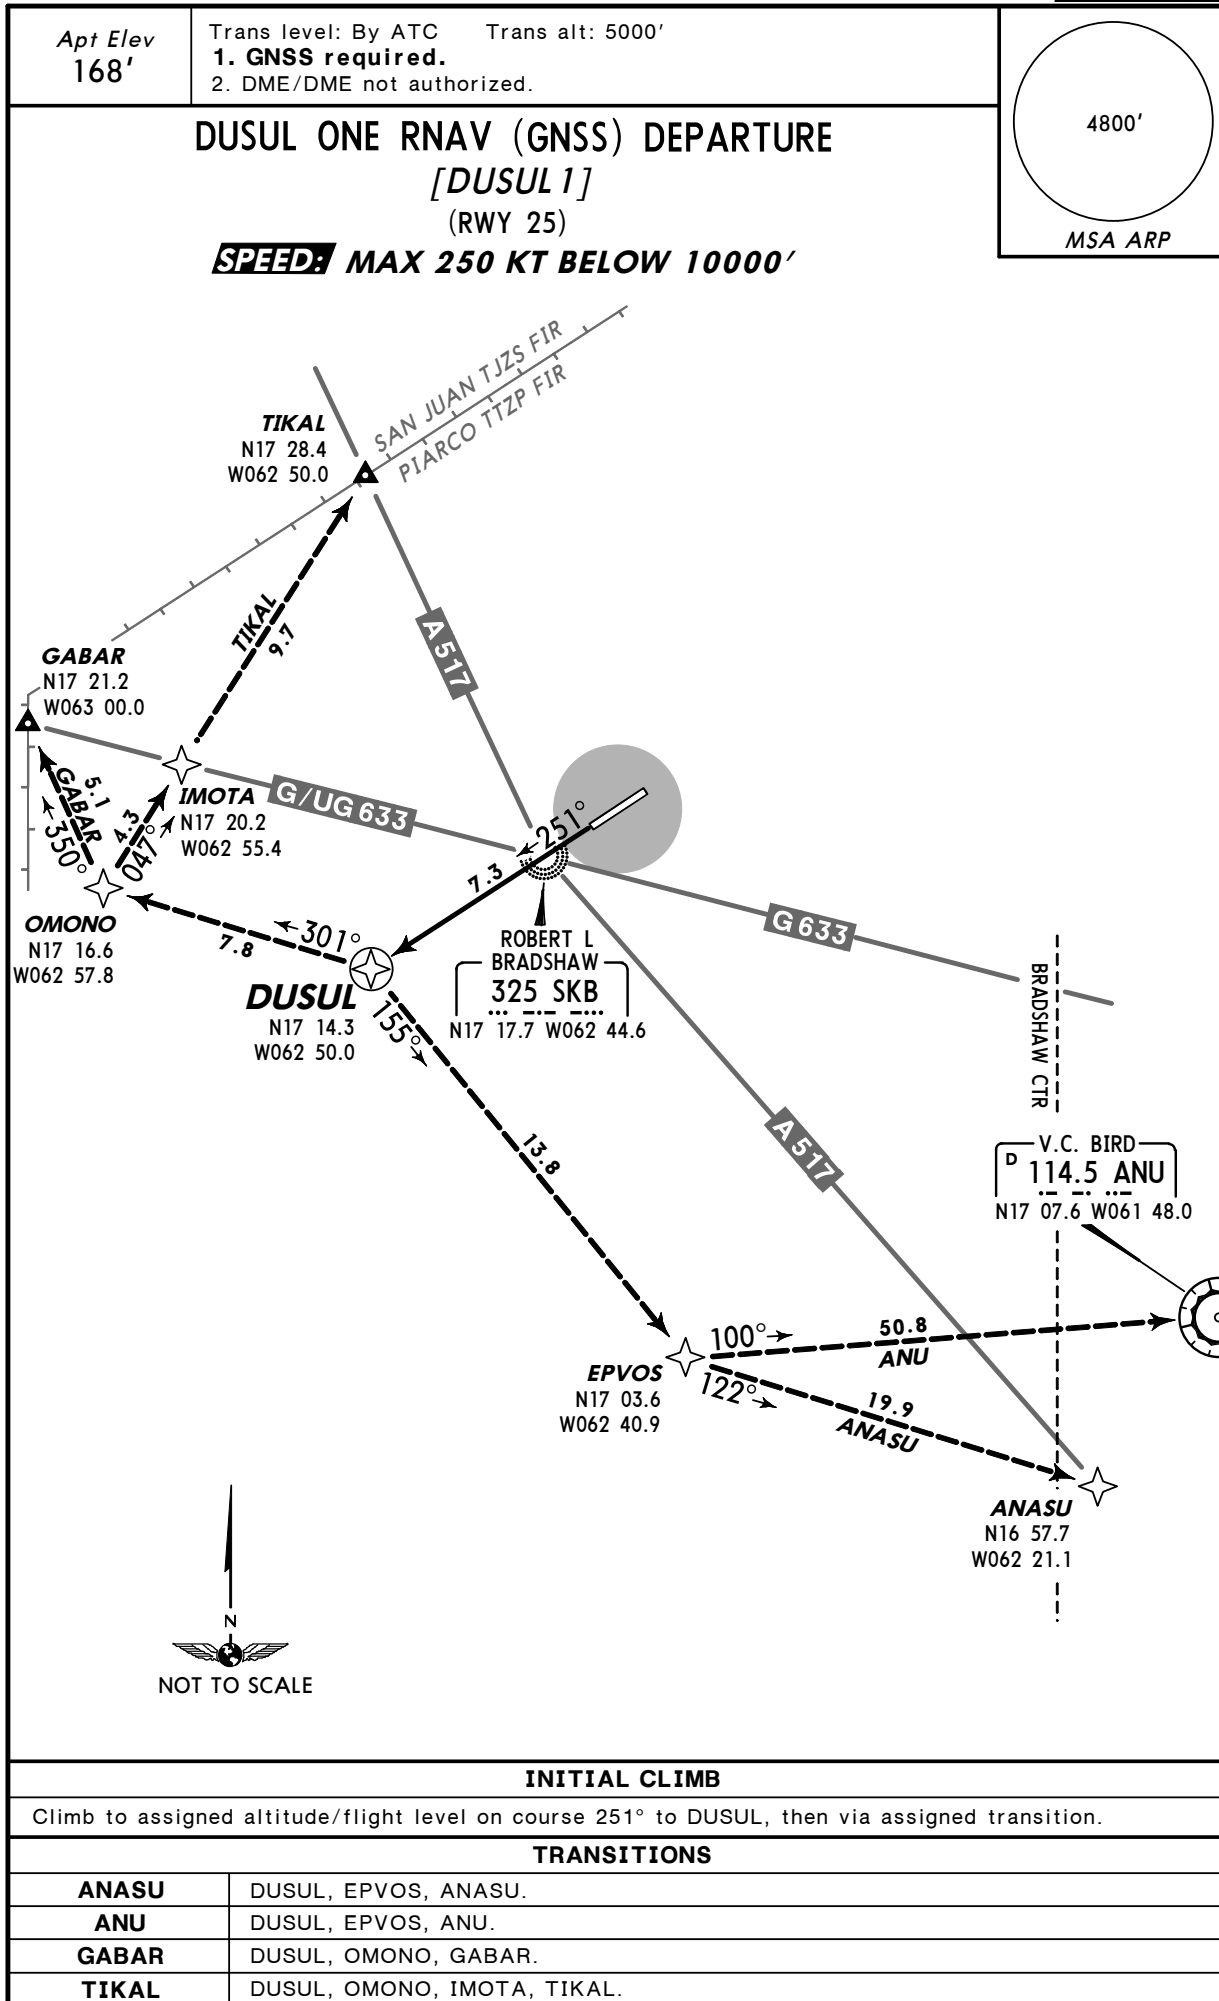 Apt Elev
168'
Trans level: By ATC Trans alt: 5000'
1. GNSS required.
2. DME/DME not authorized.
4800'
MSA ARP
DUSUL ONE RNAV (GNSS) DEPARTURE
[DUSUL 1]
(RWY 25)
SPEED: MAX 250 KT BELOW 10000'
SAN JUAN TJZS FIR
PIARCO TTZP FIR
TIKAL
N17 28.4
W062 50.0
TIKAL
9.7
A 517
GABAR
N17 21.2
W063 00.0
5.1
GABAR
350°
4.3
047°
IMOTA
N17 20.2
W062 55.4
G/UG 633
251°
7.3
OMONO
N17 16.6
W062 57.8
301°
7.8
DUSUL
N17 14.3
W062 50.0
155°
ROBERT L
BRADSHAW
325 SKB
N17 17.7 W062 44.6
G 633
BRADSHAW CTR
13.8
A 517
V.C. BIRD
D 114.5 ANU
N17 07.6 W061 48.0
EPVOS
N17 03.6
W062 40.9
100°
50.8
ANU
122°
19.9
ANASU
ANASU
N16 57.7
W062 21.1
N
NOT TO SCALE
INITIAL CLIMB
Climb to assigned altitude/flight level on course 251° to DUSUL, then via assigned transition.
TRANSITIONS
ANASU DUSUL, EPVOS, ANASU.
ANU DUSUL, EPVOS, ANU.
GABAR DUSUL, OMONO, GABAR.
TIKAL DUSUL, OMONO, IMOTA, TIKAL.